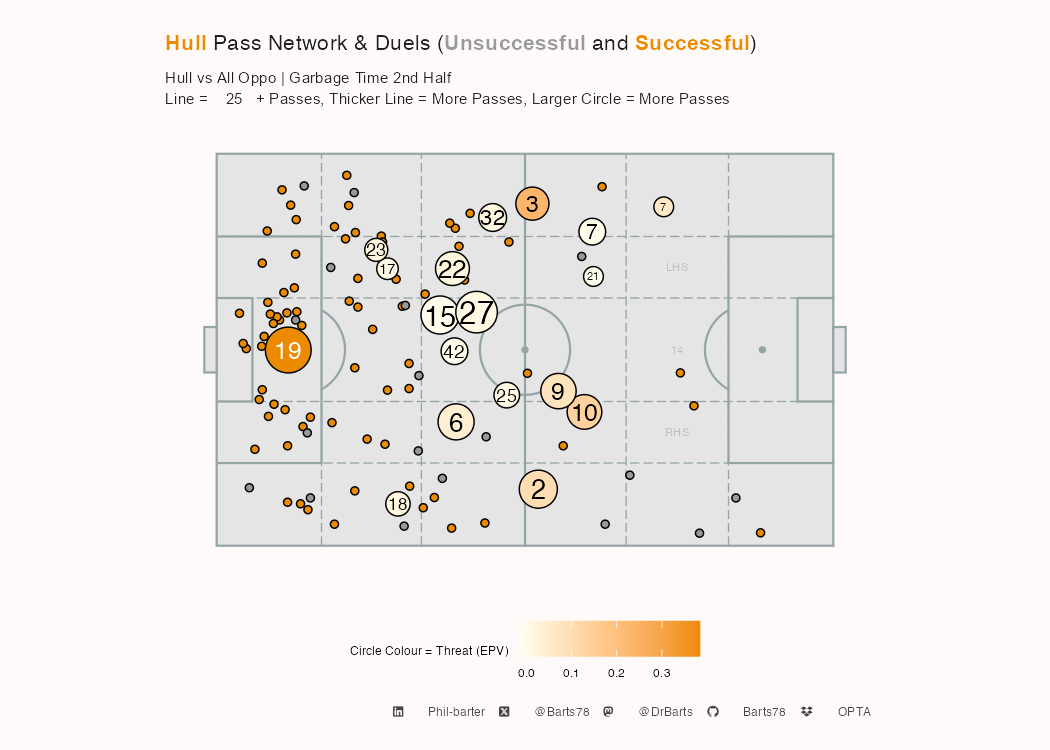 Hull Pass Network & Duels (Unsuccessful and Successful)
Hull vs All Oppo | Garbage Time 2nd Half
Line = 25 + Passes, Thicker Line = More Passes, Larger Circle = More Passes
3
7
32
7
23
17
22
LHS
21
15
27
19
42
14
25
9
10
6
RHS
2
18
Circle Colour = Threat (EPV)
0.0 0.1 0.2 0.3
Phil-barter @Barts78 @DrBarts Barts78 OPTA